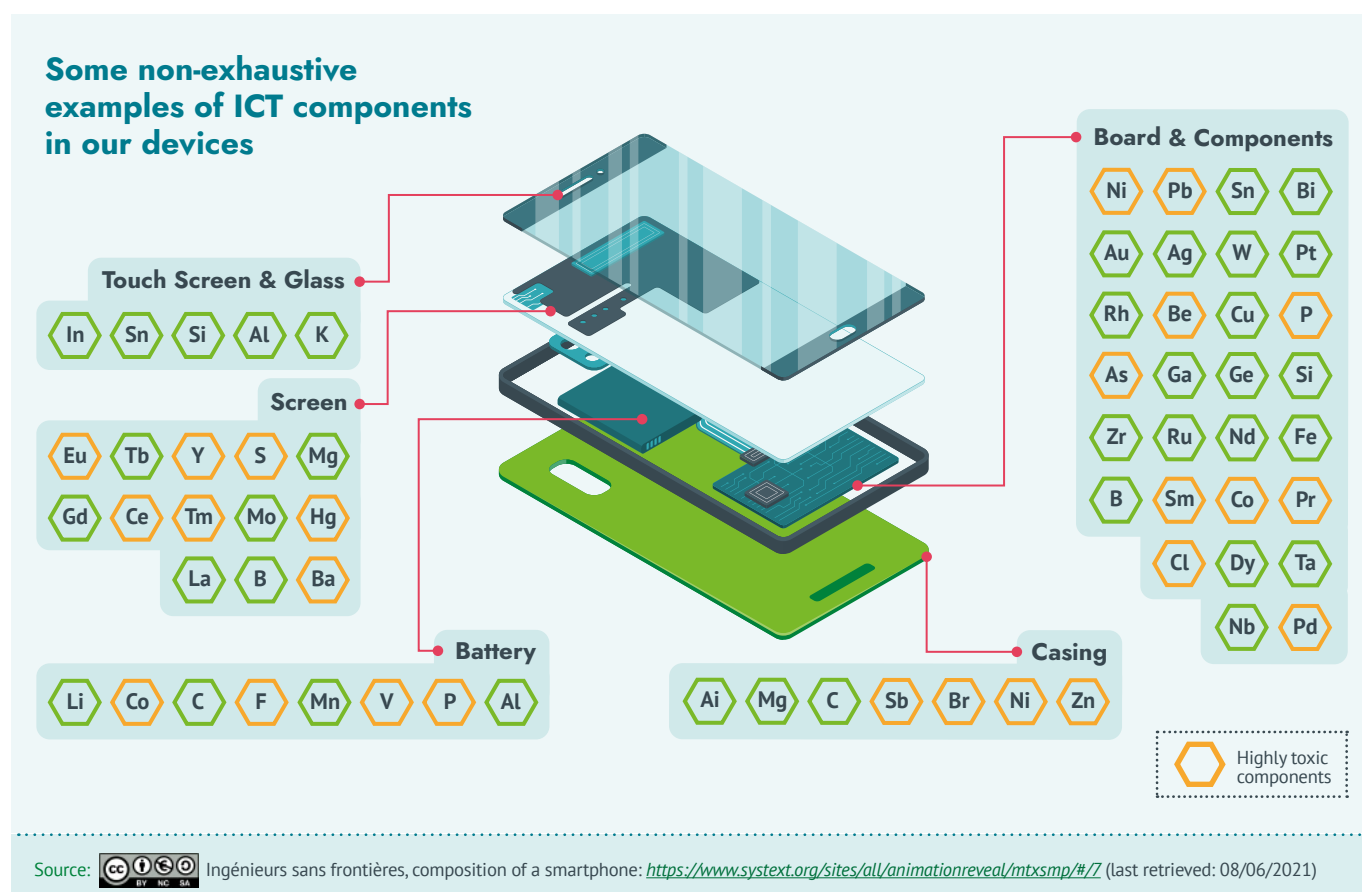 Some non-exhaustive
examples of ICT components
in our devices
Touch Screen & Glass
In Sn Si Al K
Screen
Eu Tb Y S Mg
Gd Ce Tm Mo Hg
La B Ba
Battery
Li Co C F Mn V P Al
Board & Components
Ni Pb Sn Bi
Au Ag W Pt
Rh Be Cu P
As Ga Ge Si
Zr Ru Nd Fe
B Sm Co Pr
Cl Dy Ta
Nb Pd
Casing
Ai Mg C Sb Br Ni Zn
Highly toxic
components
Source: cc BY NC SA Ingénieurs sans frontières, composition of a smartphone: https://www.systext.org/sites/all/animationreveal/mtxsmp/#/7 (last retrieved: 08/06/2021)